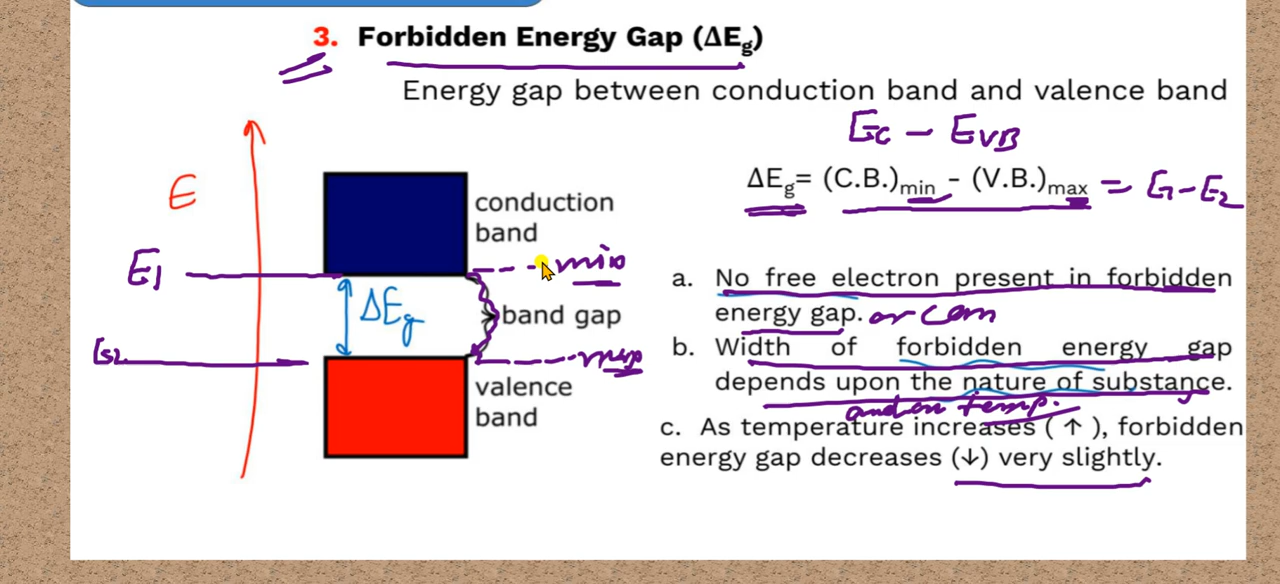 3. Forbidden Energy Gap (ΔEg)
Energy gap between conduction band and valence band
Ec - EVB
ΔEg= (C.B.)min - (V.B.)max = E1-E2
E
conduction
band
E1
min
ΔEg
band gap
E2
valence
band
a. No free electron present in forbidden
energy gap. or can
b. Width of forbidden energy gap
depends upon the nature of substance.
and on temp.
c. As temperature increases ( ↑ ), forbidden
energy gap decreases (↓) very slightly.